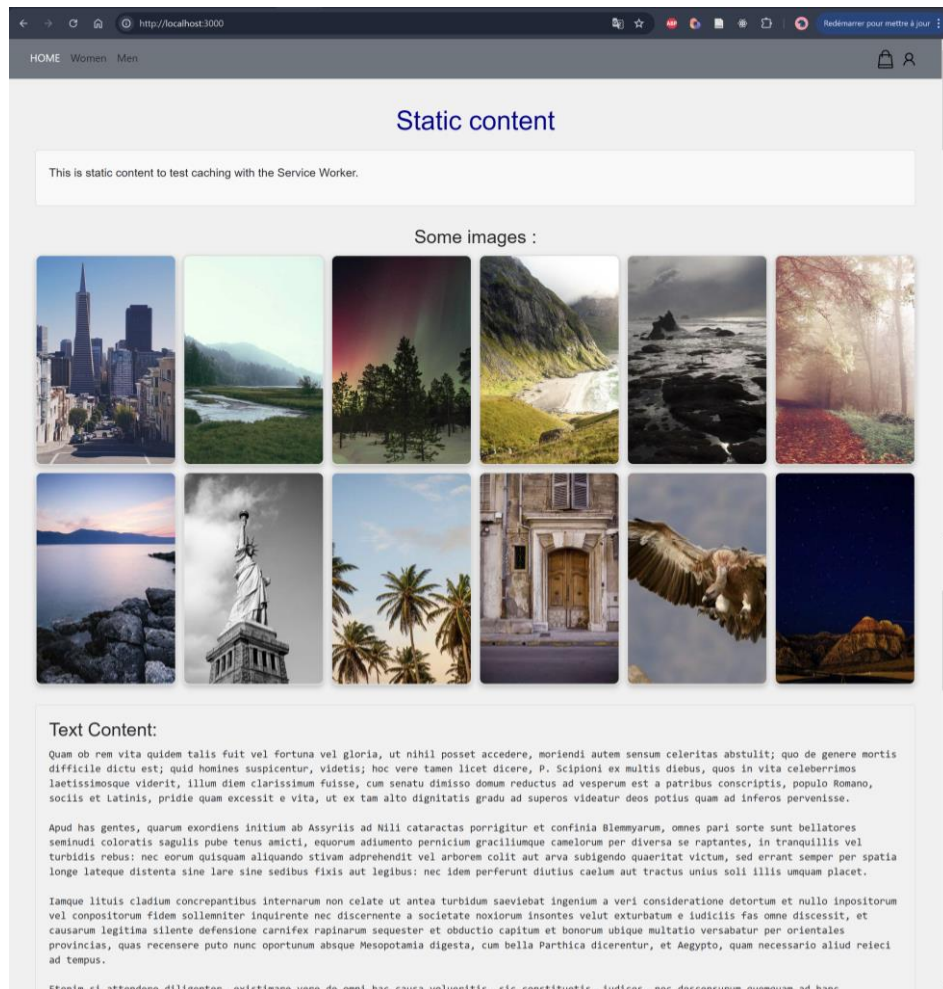 http://localhost:3000
ABP
Redémarrer pour mettre à jour
HOME Women Men
Static content
This is static content to test caching with the Service Worker.
Some images :
Text Content:
Quam ob rem vita quidem talis fuit vel fortuna vel gloria, ut nihil posset accedere, moriendi autem sensum celeritas abstulit; quo de genere mortis
difficile dictu est; quid homines suspicentur, videtis; hoc vere tamen licet dicere, P. Scipioni ex multis diebus, quos in vita celeberrimos
laetissimosque viderit, illum diem clarissimum fuisse, cum senatu dimisso domum reductus ad vesperum est a patribus conscriptis, populo Romano,
sociis et Latinis, pridie quam excessit e vita, ut ex tam alto dignitatis gradu ad superos videatur deos potius quam ad inferos pervenisse.
Apud has gentes, quarum exordiens initium ab Assyriis ad Nili cataractas porrigitur et confinia Blemmyarum, omnes pari sorte sunt bellatores
seminudi coloratis sagulis pube tenus amicti, equorum adiumento pernicium graciliumque camelorum per diversa se raptantes, in tranquillis vel
turbidis rebus: nec eorum quisquam aliquando stivam adprehendit vel arborem colit aut arva subigendo quaeritat victum, sed errant semper per spatia
longe lateque distenta sine lare sine sedibus fixis aut legibus: nec idem perferunt diutius caelum aut tractus unius soli illis umquam placet.
Iamque lituis cladium concrepantibus internarum non celate ut antea turbidum saeviebat ingenium a veri consideratione detortum et nullo inpositorum
vel conpositorum fidem sollemniter inquirente nec discernente a societate noxiorum insontes velut exturbatum e iudiciis fas omne discessit, et
causarum legitima silente defensione carnifex rapinarum sequester et obductio capitum et bonorum ubique multatio versabatur per orientales
provincias, quas recensere puto nunc oportunum absque Mesopotamia digesta, cum bella Parthica dicerentur, et Aegypto, quam necessario aliud reieci
ad tempus.